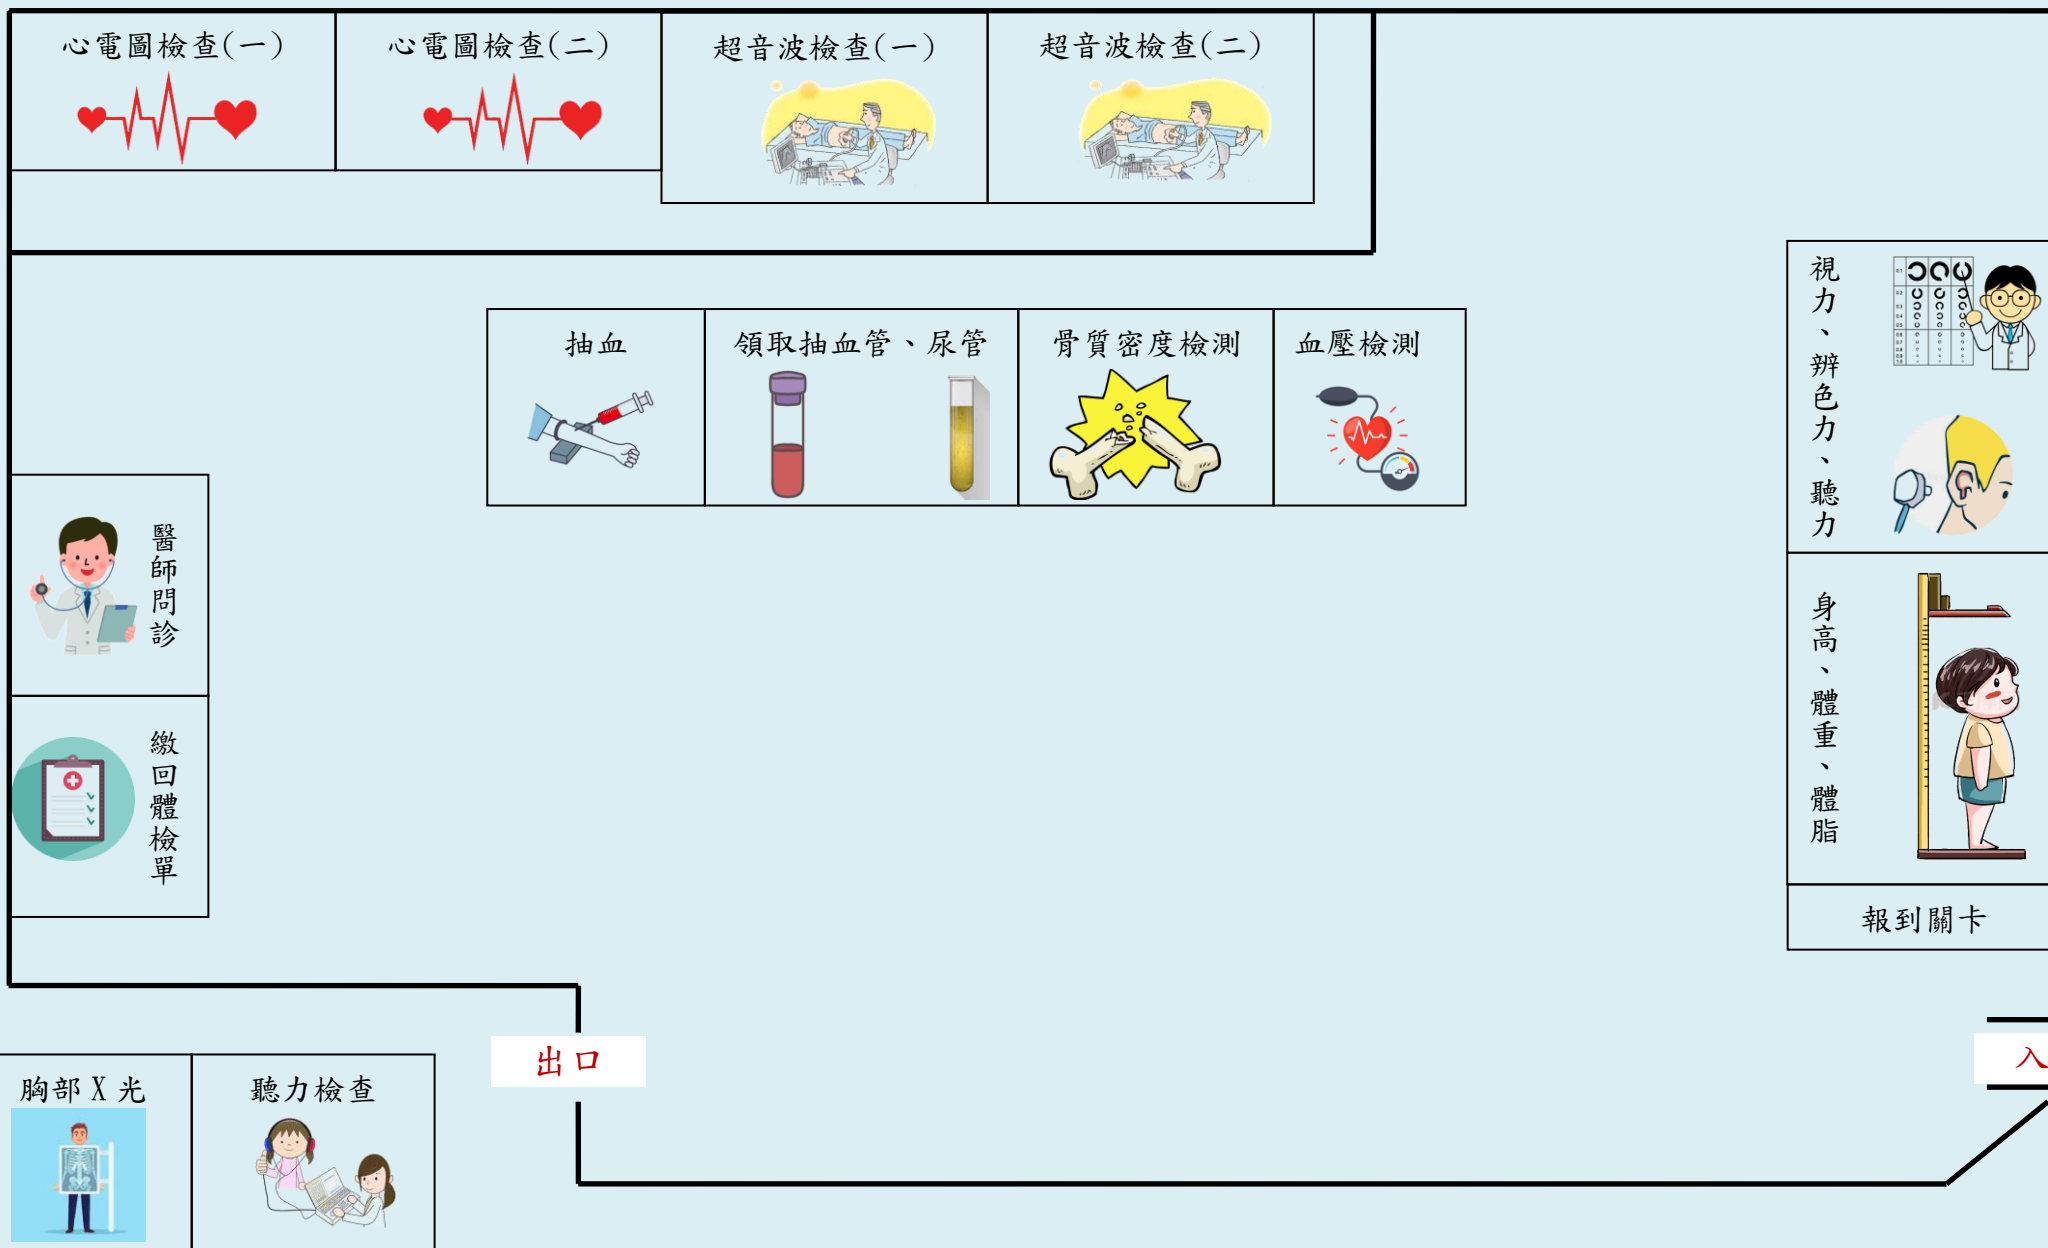 心電圖檢查(一)
心電圖檢查(二)
超音波檢查(一)
超音波檢查(二)
抽血
領取抽血管、尿管
骨質密度檢測
血壓檢測
視力、辨色力、聽力
身高、體重、體脂
報到關卡
醫師問診
繳回體檢單
出口
入
胸部 X 光
聽力檢查